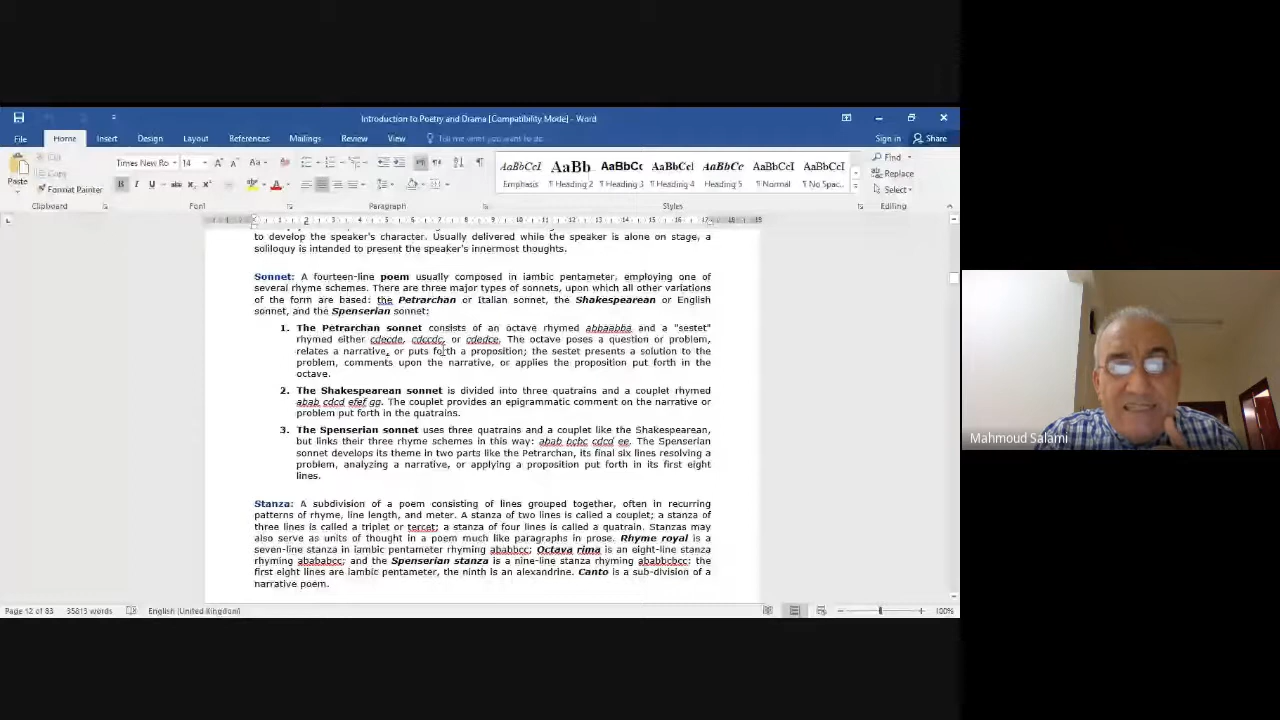 Introduction to Poetry and Drama [Compatibility Mode] - Word
File Home Insert Design Layout References Mailings Review View Tell me what you want to do Sign in Share
Paste Cut Copy Format Painter
Times New Ro 14
AaBbCcI AaBb AaBbCc AaBbCcl AaBbCc AaBbCcI AaBbCcI
Emphasis ¶ Heading 2 ¶ Heading 3 ¶ Heading 4 Heading 5 ¶ Normal ¶ No Spac...
Find
Replace
Select
Clipboard Font Paragraph Styles Editing
to develop the speaker's character. Usually delivered while the speaker is alone on stage, a
soliloquy is intended to present the speaker's innermost thoughts.
Sonnet: A fourteen-line poem usually composed in iambic pentameter, employing one of
several rhyme schemes. There are three major types of sonnets, upon which all other variations
of the form are based: the Petrarchan or Italian sonnet, the Shakespearean or English
sonnet, and the Spenserian sonnet:
1. The Petrarchan sonnet consists of an octave rhymed abbaabba and a "sestet"
rhymed either cdecde, cdccdc, or cdedce. The octave poses a question or problem,
relates a narrative, or puts forth a proposition; the sestet presents a solution to the
problem, comments upon the narrative, or applies the proposition put forth in the
octave.
2. The Shakespearean sonnet is divided into three quatrains and a couplet rhymed
abab cdcd efef gg. The couplet provides an epigrammatic comment on the narrative or
problem put forth in the quatrains.
3. The Spenserian sonnet uses three quatrains and a couplet like the Shakespearean,
but links their three rhyme schemes in this way: abab bcbc cdcd ee. The Spenserian
sonnet develops its theme in two parts like the Petrarchan, its final six lines resolving a
problem, analyzing a narrative, or applying a proposition put forth in its first eight
lines.
Stanza: A subdivision of a poem consisting of lines grouped together, often in recurring
patterns of rhyme, line length, and meter. A stanza of two lines is called a couplet; a stanza of
three lines is called a triplet or tercet; a stanza of four lines is called a quatrain. Stanzas may
also serve as units of thought in a poem much like paragraphs in prose. Rhyme royal is a
seven-line stanza in iambic pentameter rhyming ababbcc; Octava rima is an eight-line stanza
rhyming abababcc; and the Spenserian stanza is a nine-line stanza rhyming ababbcbcc; the
first eight lines are iambic pentameter, the ninth is an alexandrine. Canto is a sub-division of a
narrative poem.
Page 42 of 83 35813 words English (United Kingdom) 100%
Mahmoud Salami